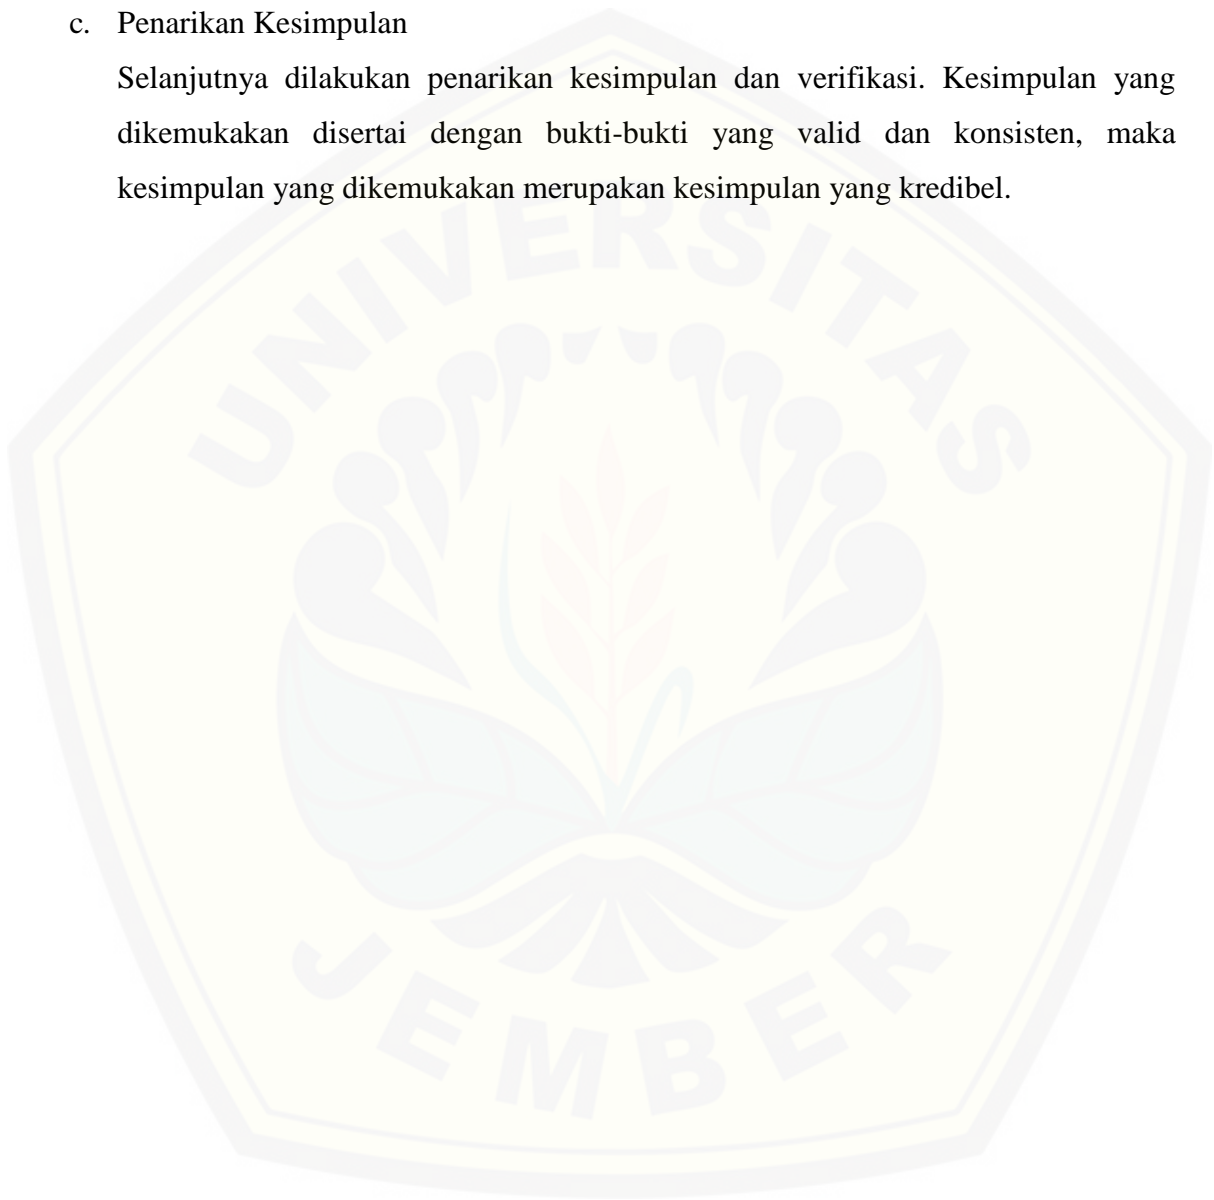 c. Penarikan Kesimpulan
Selanjutnya dilakukan penarikan kesimpulan dan verifikasi. Kesimpulan yang
dikemukakan disertai dengan bukti-bukti yang valid dan konsisten, maka
kesimpulan yang dikemukakan merupakan kesimpulan yang kredibel.
UNIVERSITAS
JEMBER